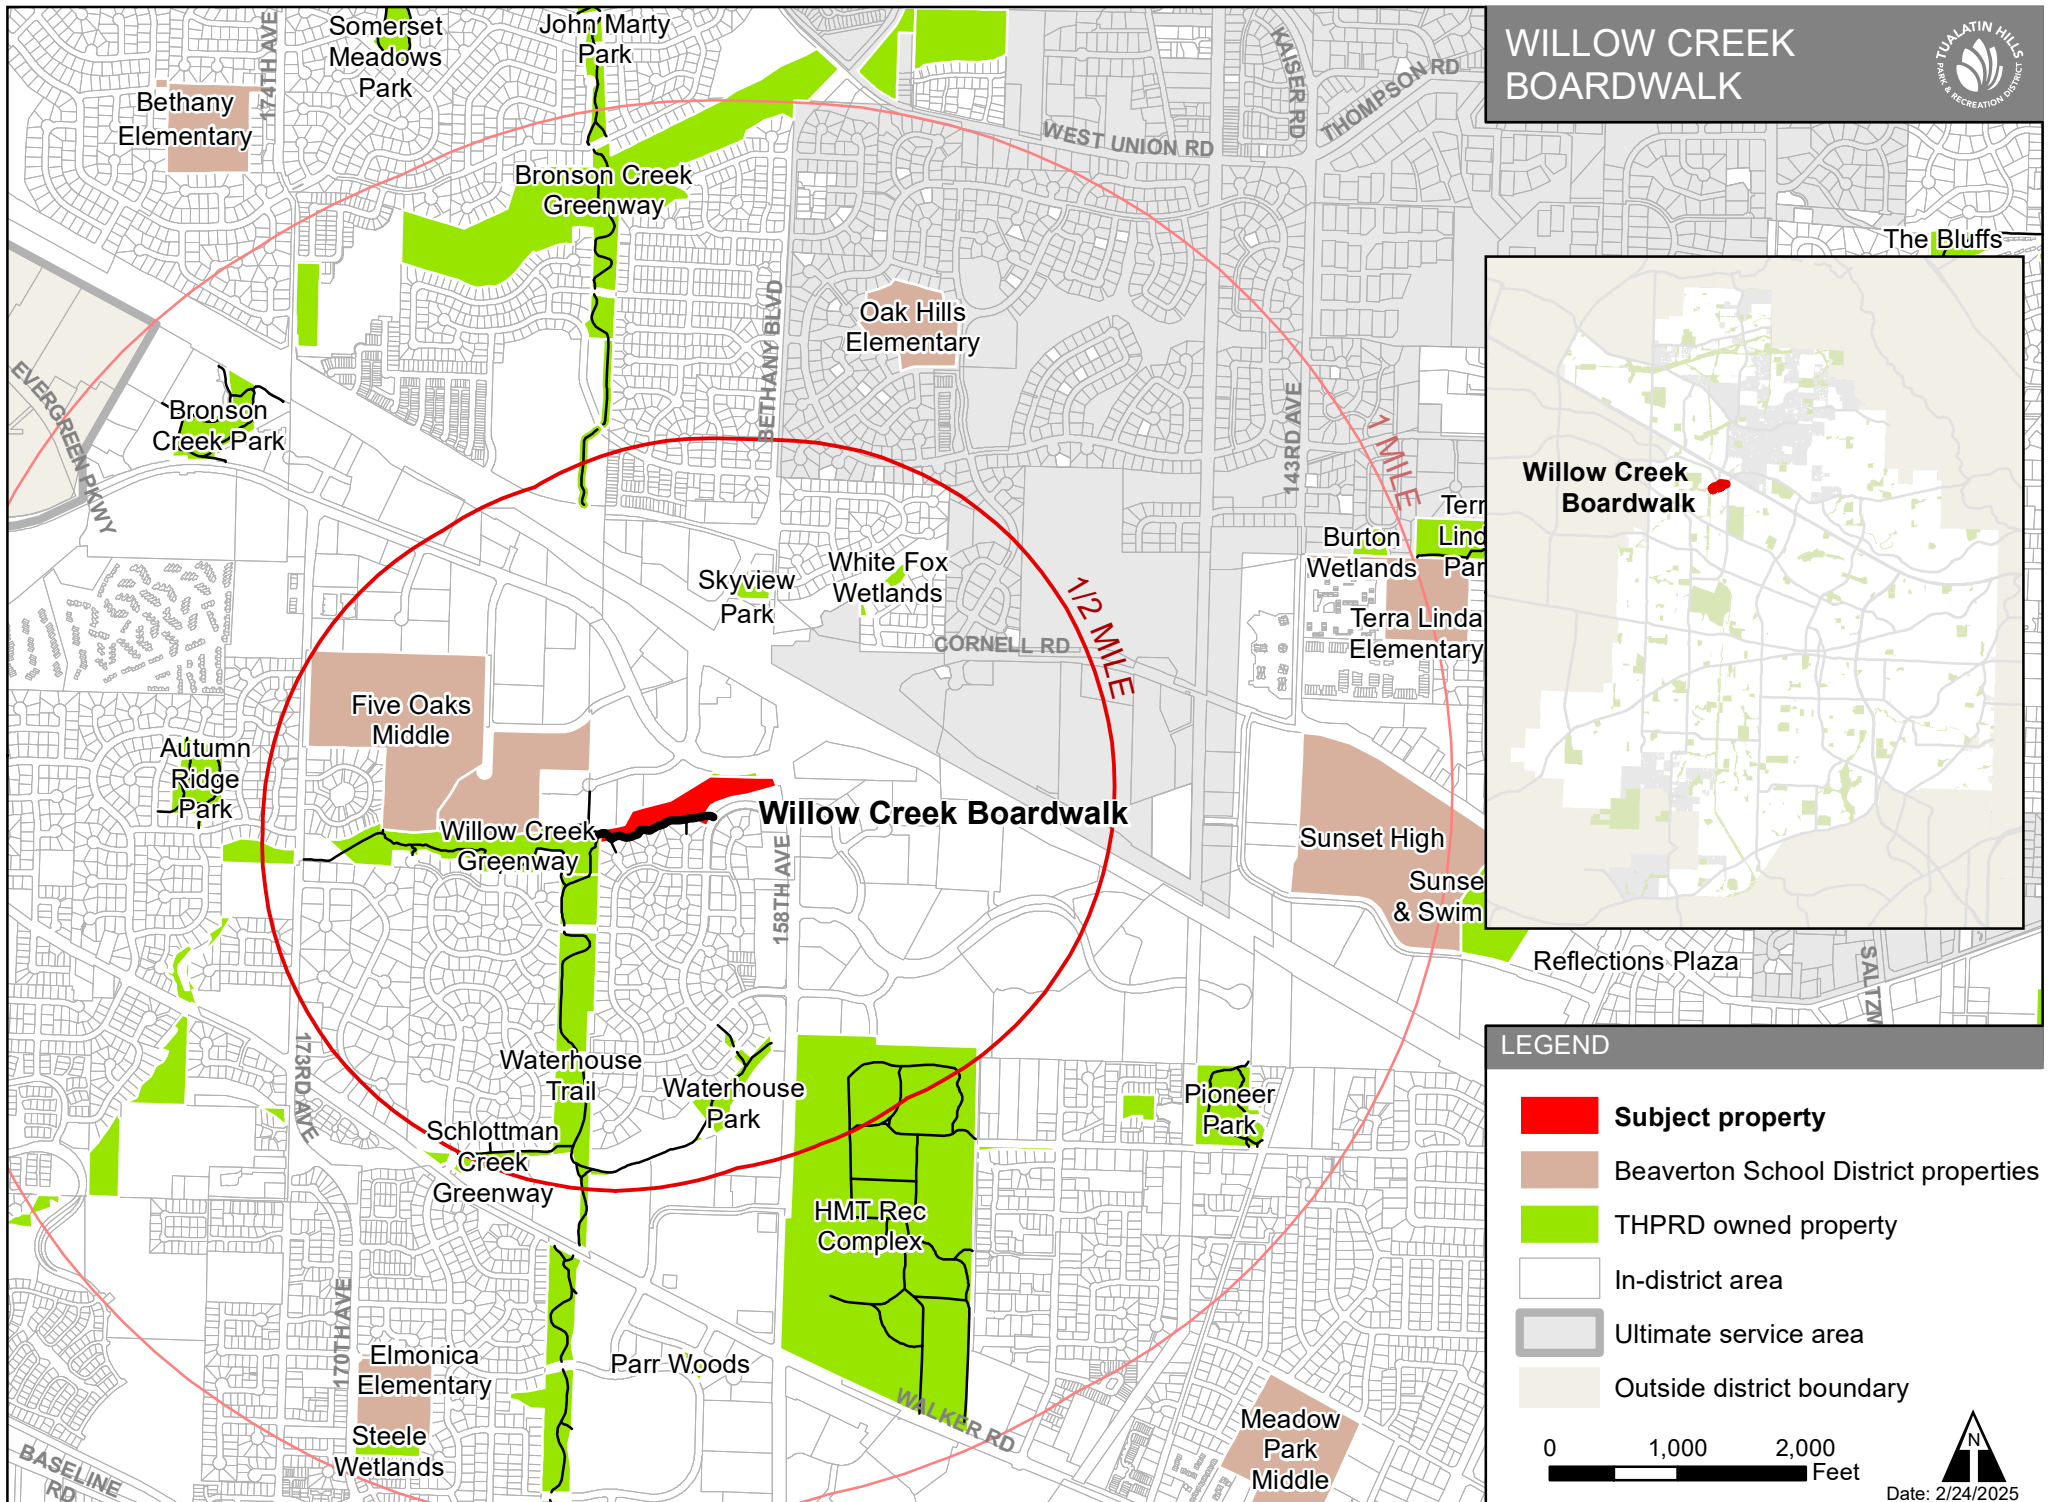 WILLOW CREEK
BOARDWALK
TUALATIN HILLS
PARK & RECREATION DISTRICT
Somerset
Meadows
Park
John Marty
Park
174TH AVE
Bethany
Elementary
KAISER RD
THOMPSON RD
WEST UNION RD
Bronson Creek
Greenway
The Bluffs
Oak Hills
Elementary
BETHANY BLVD
EVERGREEN PKWY
Bronson
Creek Park
143RD AVE
1 MILE
Willow Creek
Boardwalk
Terr
Lind
Par
Burton
Wetlands
White Fox
Wetlands
Skyview
Park
1/2 MILE
CORNELL RD
Terra Linda
Elementary
Five Oaks
Middle
Autumn
Ridge
Park
Willow Creek Boardwalk
Willow Creek
Greenway
158TH AVE
Sunset High
Sunse
& Swim
Reflections Plaza
SALTZM
173RD AVE
Waterhouse
Trail
Waterhouse
Park
Pioneer
Park
Schlottman
Creek
Greenway
HMT Rec
Complex
170TH AVE
Elmonica
Elementary
Parr Woods
WALKER RD
Steele
Wetlands
BASELINE
RD
Meadow
Park
Middle
LEGEND
Subject property
Beaverton School District properties
THPRD owned property
In-district area
Ultimate service area
Outside district boundary
0 1,000 2,000
Feet
N
Date: 2/24/2025